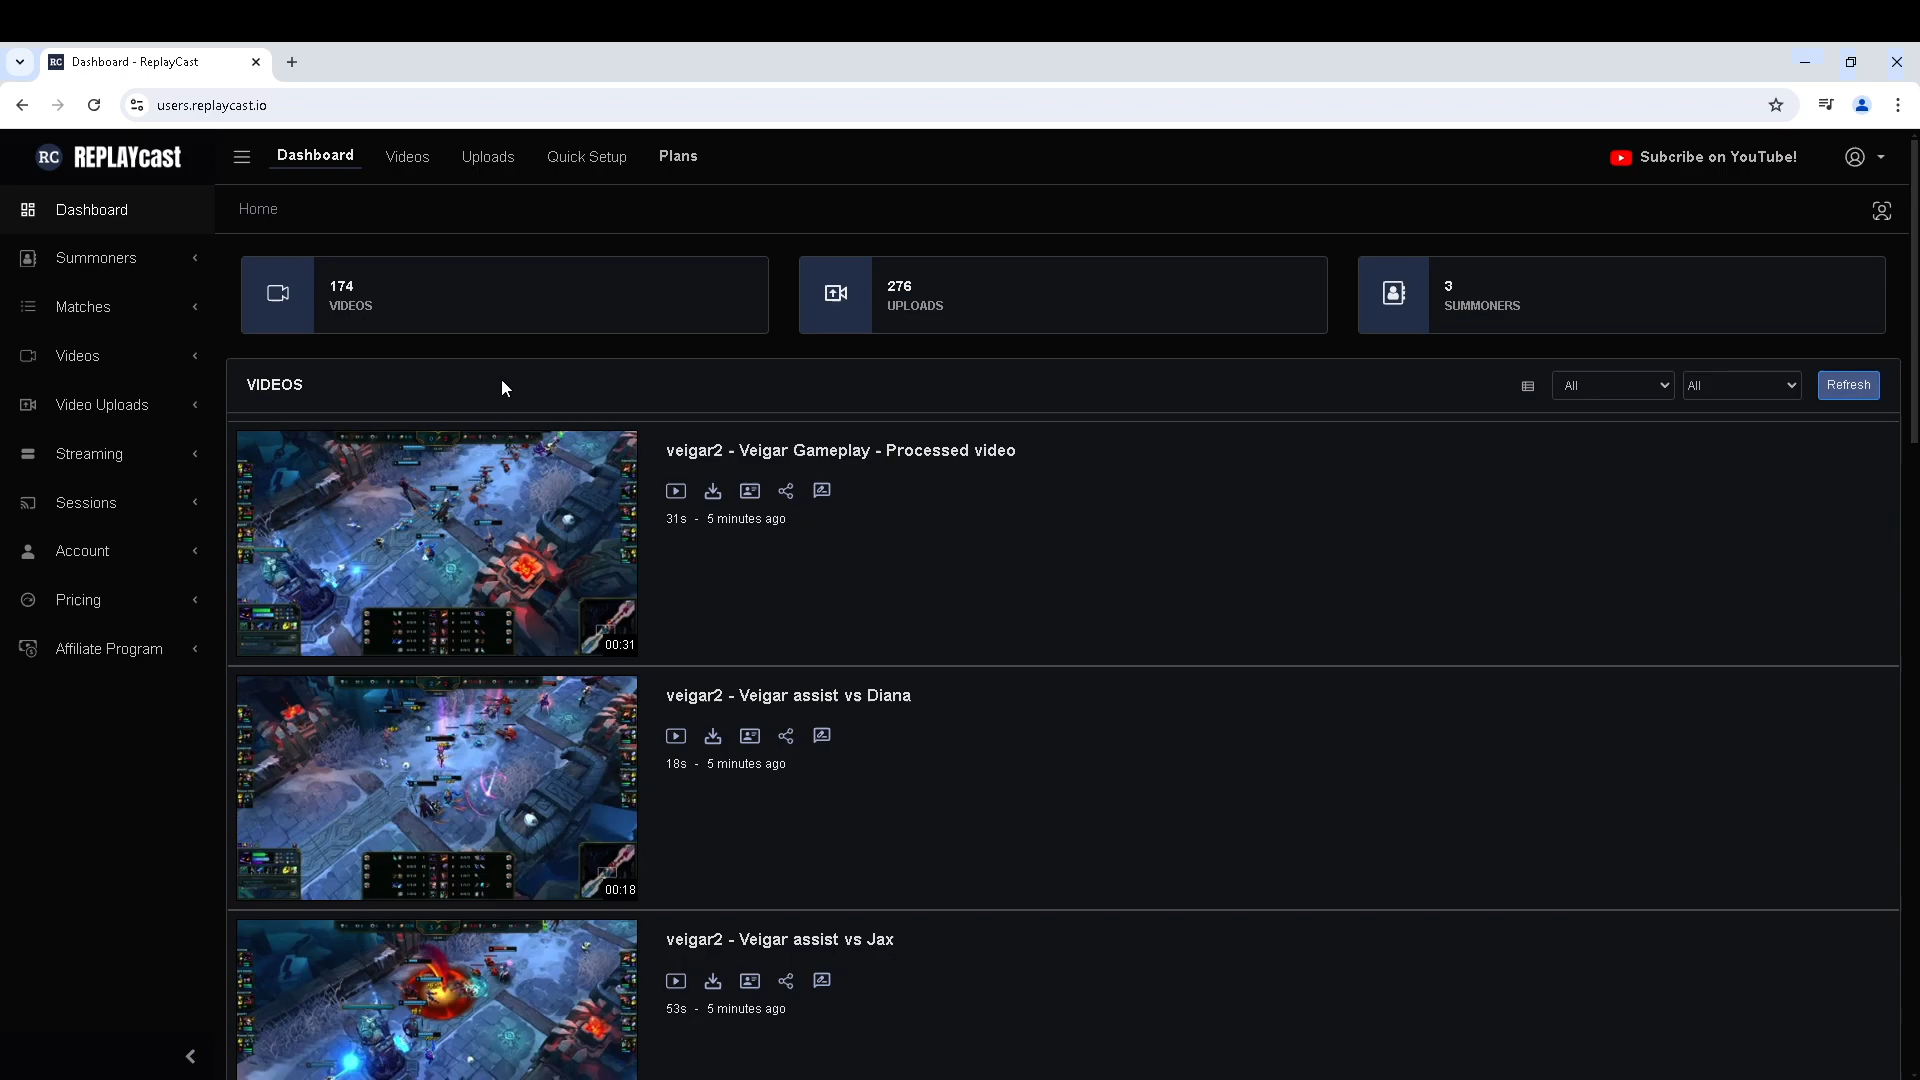 RC Dashboard - ReplayCast
users.replaycast.io
RC REPLAYcast
Dashboard
Videos
Uploads
Quick Setup
Plans
Subcribe on YouTube!
Dashboard
Summoners
Matches
Videos
Video Uploads
Streaming
Sessions
Account
Pricing
Affiliate Program
Home
174
VIDEOS
276
UPLOADS
3
SUMMONERS
VIDEOS
All
All
Refresh
veigar2 - Veigar Gameplay - Processed video
31s - 5 minutes ago
00:31
veigar2 - Veigar assist vs Diana
18s - 5 minutes ago
00:18
veigar2 - Veigar assist vs Jax
53s - 5 minutes ago